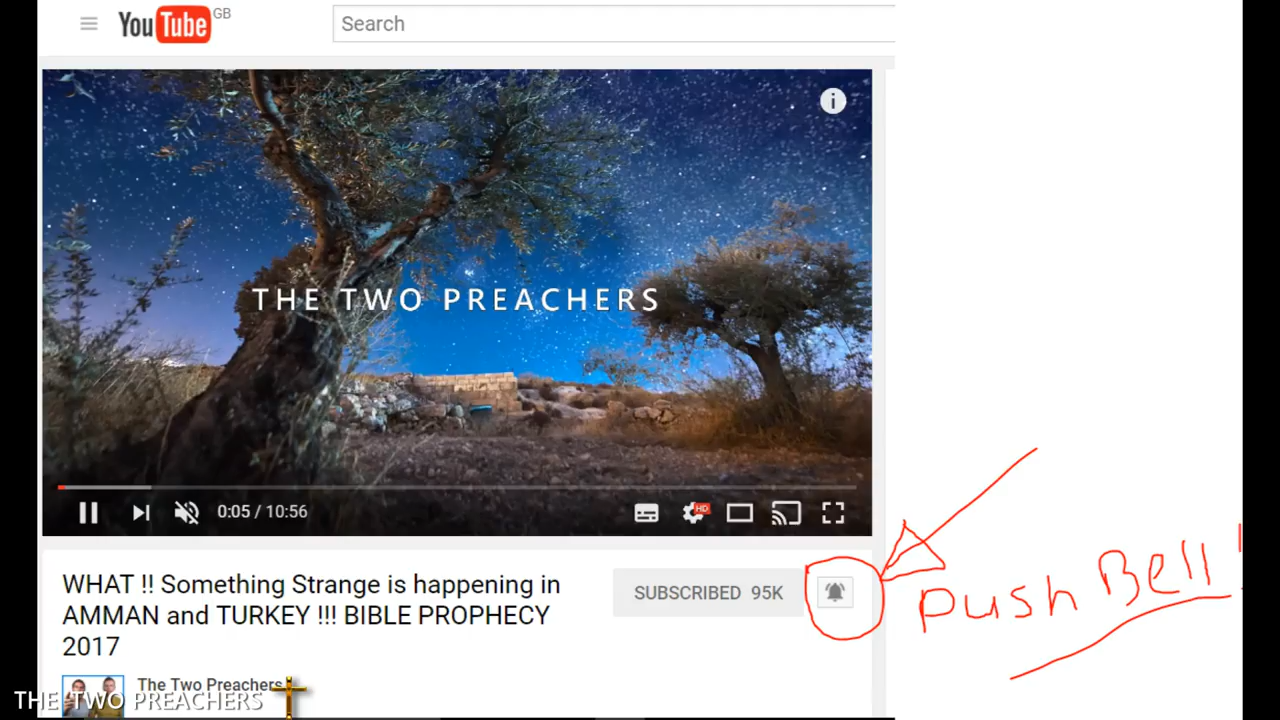 YouTube GB
Search
i
THE TWO PREACHERS
0:05 / 10:56
HD
WHAT !! Something Strange is happening in
AMMAN and TURKEY !!! BIBLE PROPHECY
2017
SUBSCRIBED 95K
push Bell !
The Two Preachers
THE TWO PREACHERS